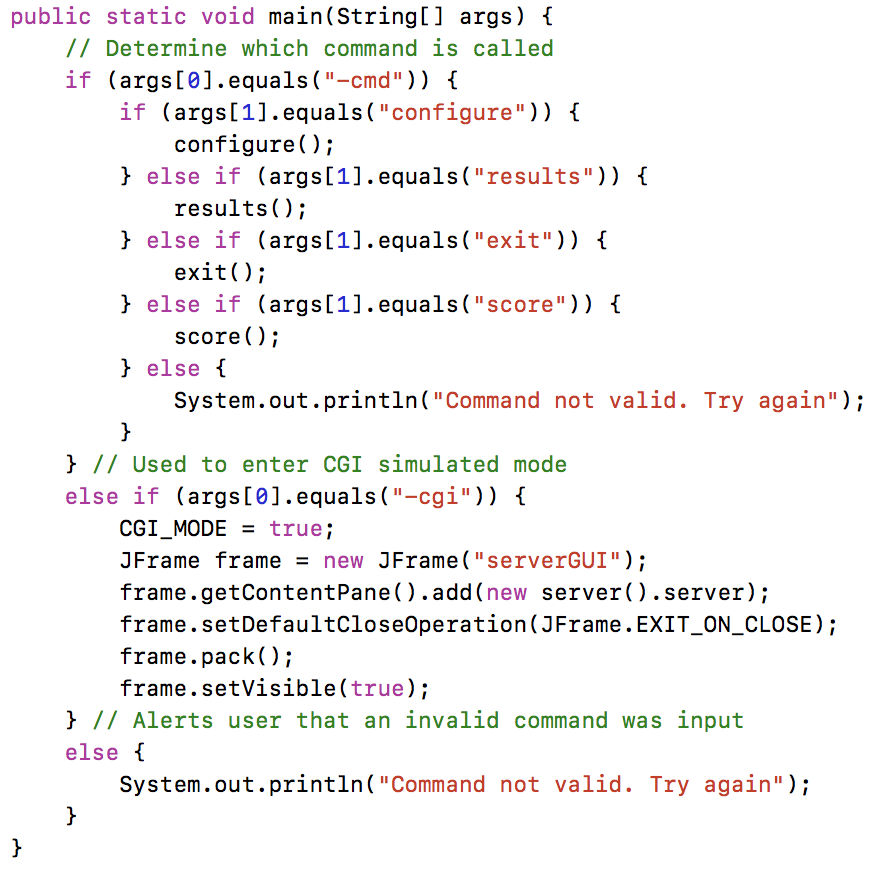 public static void main(String[] args) {
    // Determine which command is called
    if (args[0].equals("-cmd")) {
        if (args[1].equals("configure")) {
            configure();
        } else if (args[1].equals("results")) {
            results();
        } else if (args[1].equals("exit")) {
            exit();
        } else if (args[1].equals("score")) {
            score();
        } else {
            System.out.println("Command not valid. Try again");
        }
    } // Used to enter CGI simulated mode
    else if (args[0].equals("-cgi")) {
        CGI_MODE = true;
        JFrame frame = new JFrame("serverGUI");
        frame.getContentPane().add(new server().server);
        frame.setDefaultCloseOperation(JFrame.EXIT_ON_CLOSE);
        frame.pack();
        frame.setVisible(true);
    } // Alerts user that an invalid command was input
    else {
        System.out.println("Command not valid. Try again");
    }
}